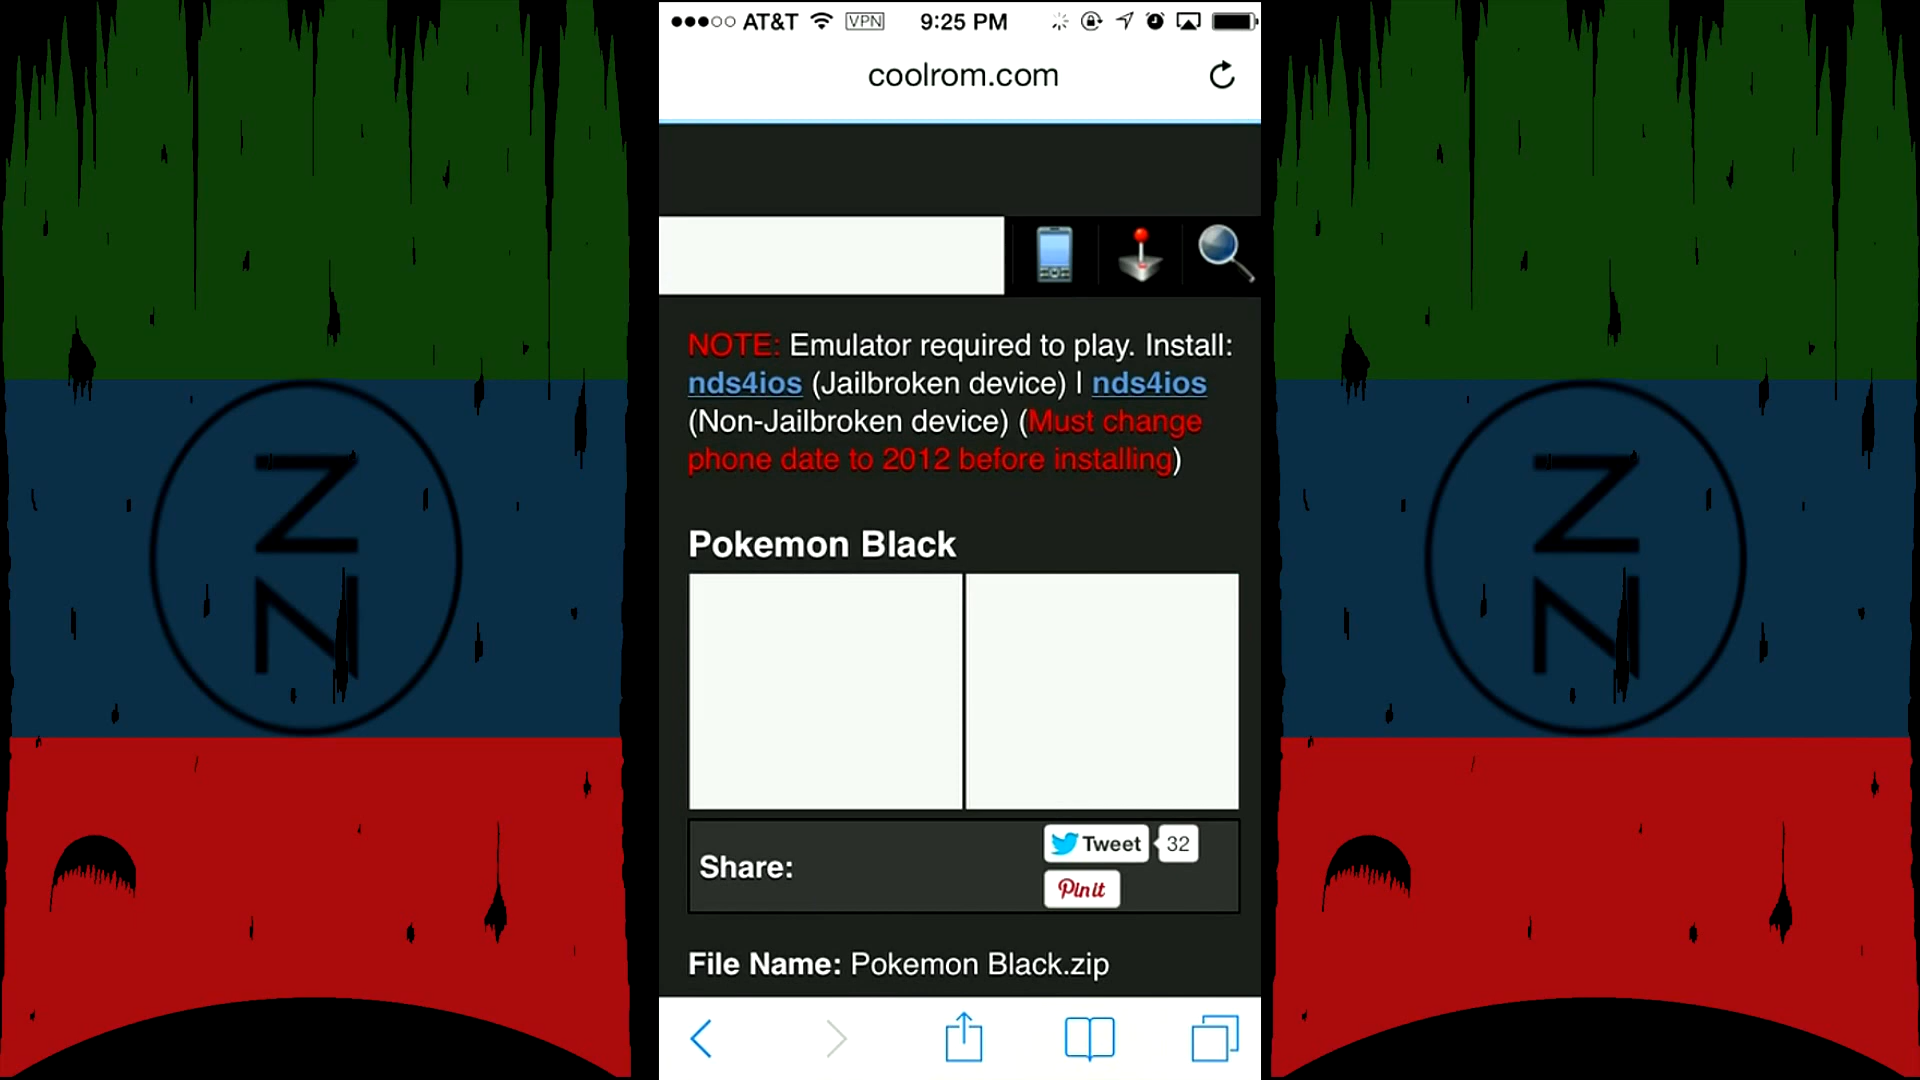 AT&T VPN 9:25 PM
coolrom.com
NOTE: Emulator required to play. Install:
nds4ios (Jailbroken device) | nds4ios
(Non-Jailbroken device) (Must change
phone date to 2012 before installing)
Pokemon Black
Share:
Tweet 32
Pin it
File Name: Pokemon Black.zip
Z
N
Z
N